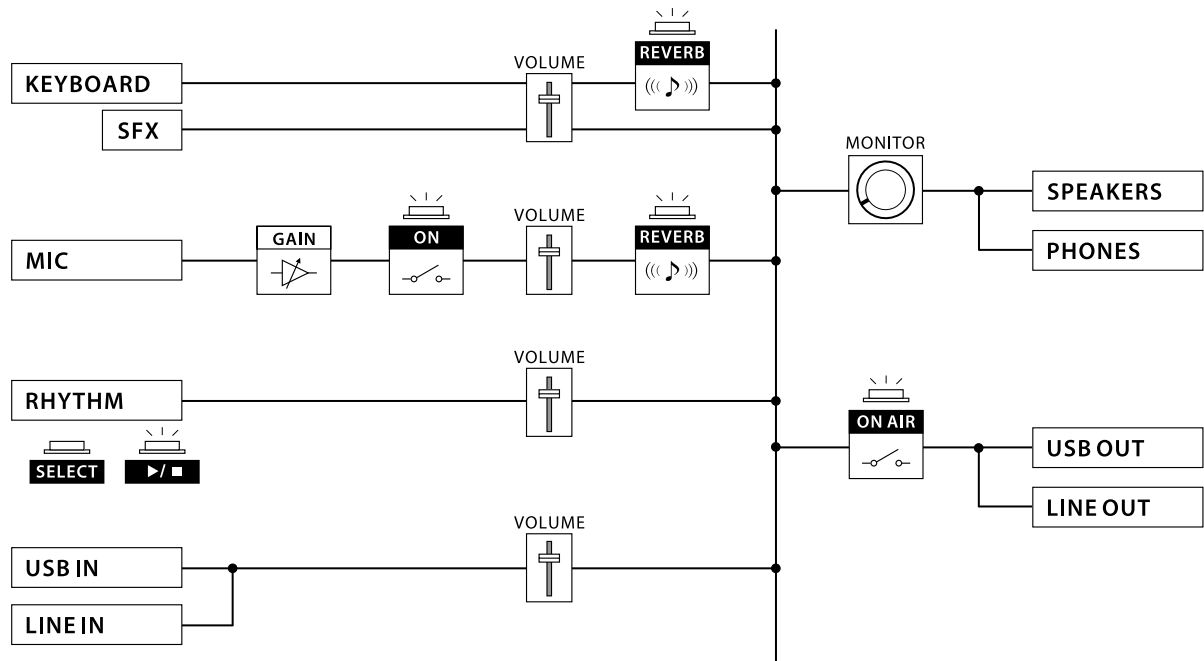 VOLUME
REVERB
KEYBOARD
SFX
MONITOR
SPEAKERS
PHONES
VOLUME
GAIN
ON
REVERB
MIC
VOLUME
RHYTHM
SELECT
▶/■
ON AIR
USB OUT
LINE OUT
VOLUME
USB IN
LINE IN